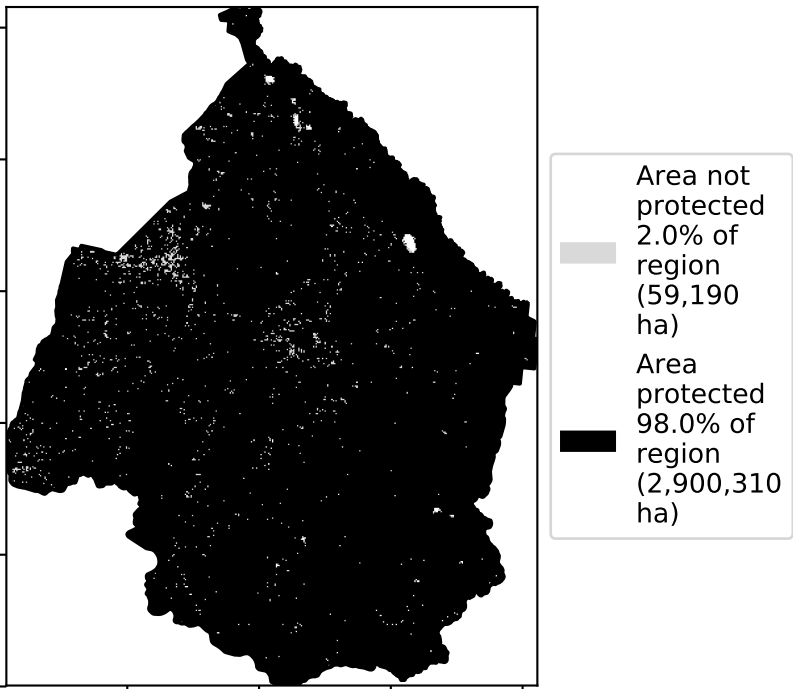 Area not
protected
2.0% of
region
(59,190
ha)
Area
protected
98.0% of
region
(2,900,310
ha)